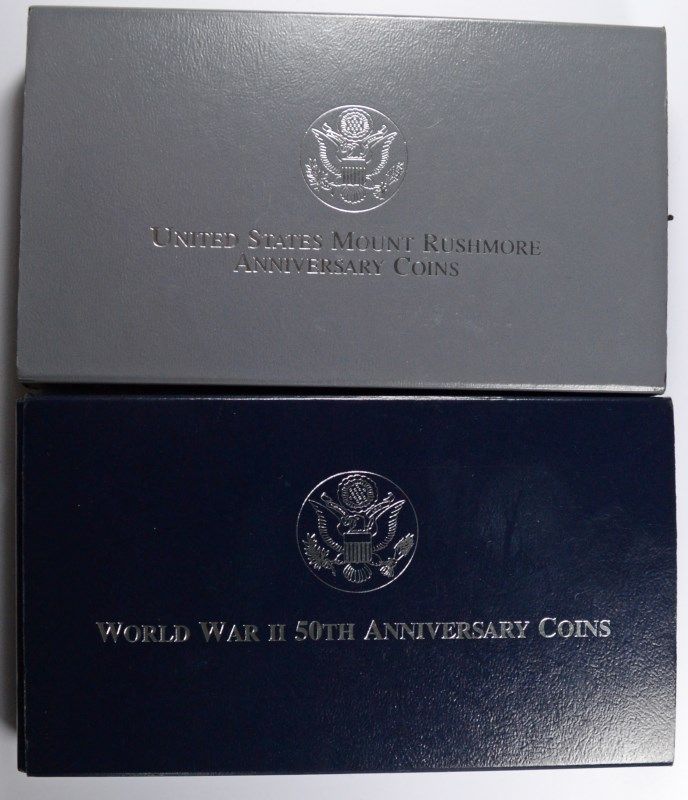 UNITED STATES MOUNT RUSHMORE
ANNIVERSARY COINS
WORLD WAR II 50TH ANNIVERSARY COINS